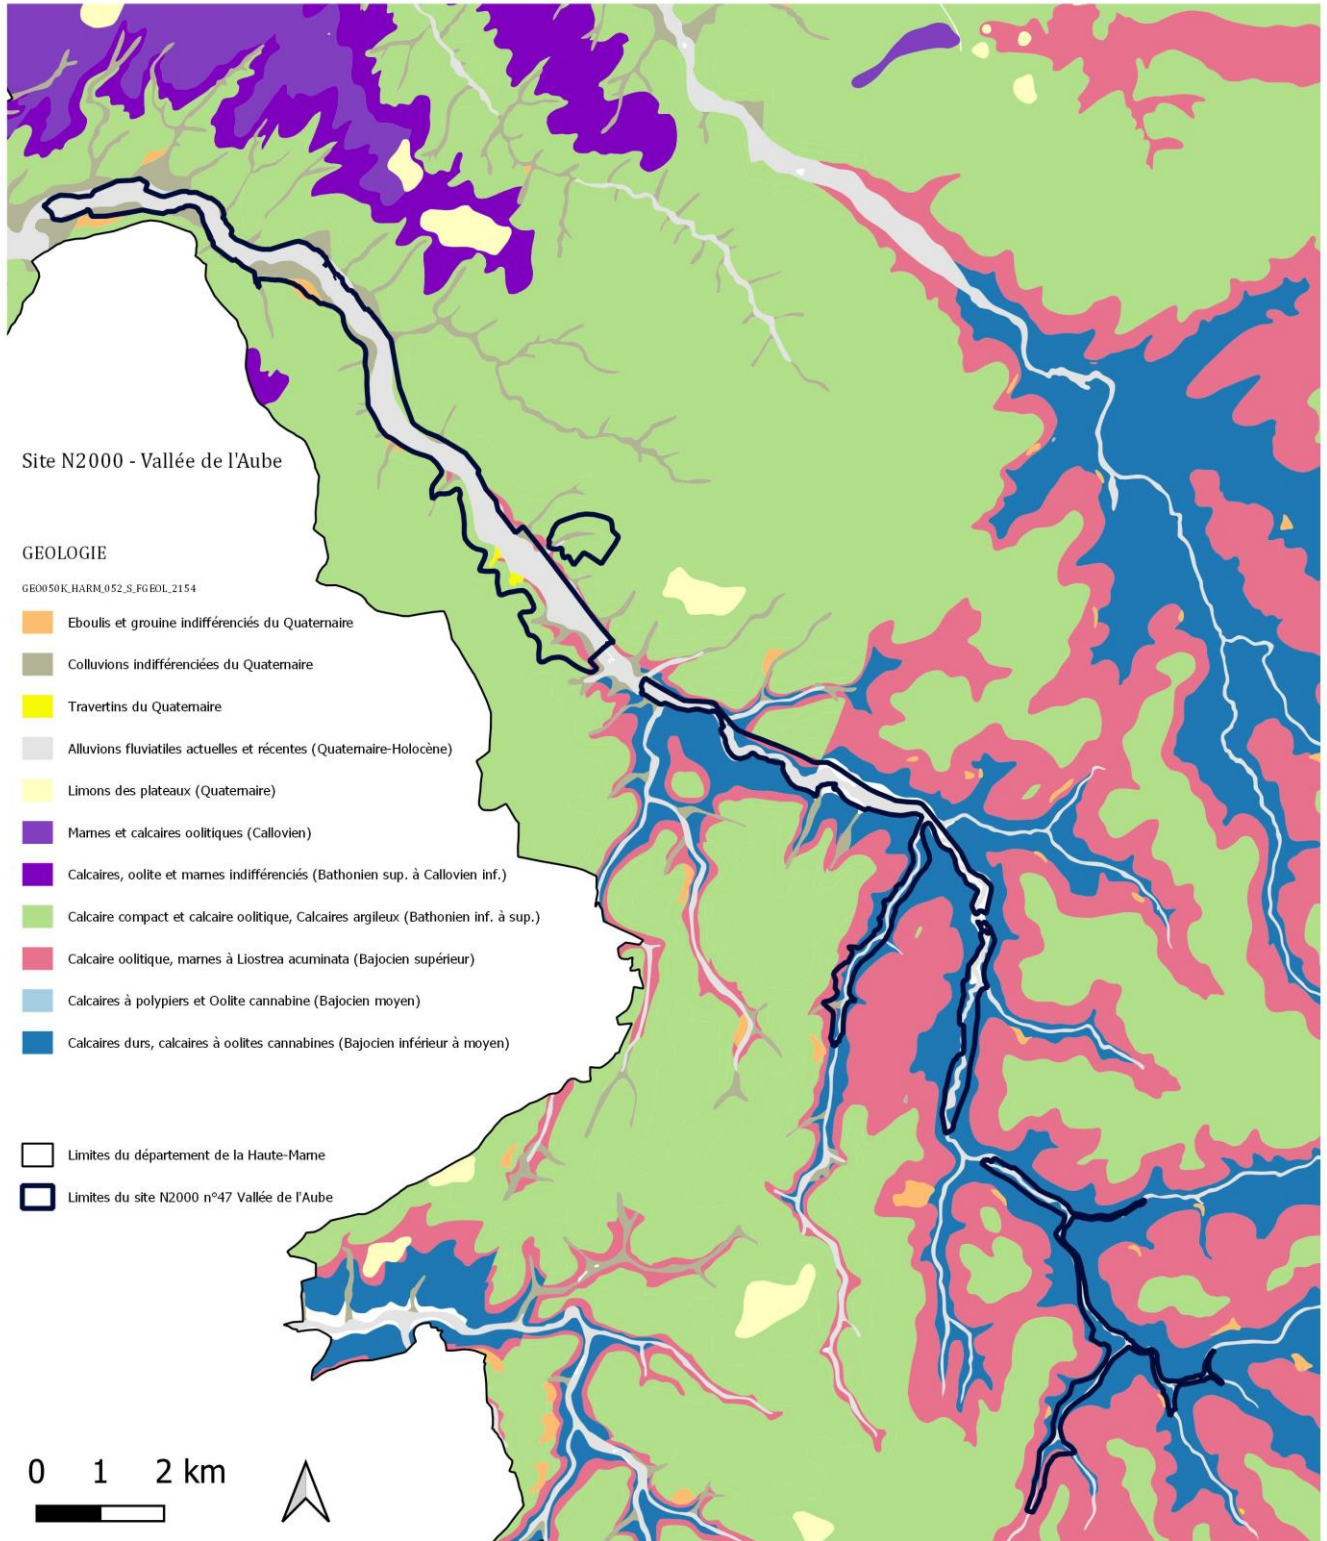 Site N2000 - Vallée de l'Aube
GEOLOGIE
GEO050K_HARM_052_S_FGEOL_2154
Eboulis et grouine indifférenciés du Quaternaire
Colluvions indifférenciées du Quaternaire
Travertins du Quaternaire
Alluvions fluviatiles actuelles et récentes (Quaternaire-Holocène)
Limons des plateaux (Quaternaire)
Marnes et calcaires oolitiques (Callovien)
Calcaires, oolite et marnes indifférenciés (Bathonien sup. à Callovien inf.)
Calcaire compact et calcaire oolitique, Calcaires argileux (Bathonien inf. à sup.)
Calcaire oolitique, marnes à Liostrea acuminata (Bajocien supérieur)
Calcaires à polypiers et Oolite cannabine (Bajocien moyen)
Calcaires durs, calcaires à oolites cannabines (Bajocien inférieur à moyen)
Limites du département de la Haute-Marne
Limites du site N2000 n°47 Vallée de l'Aube
0 1 2 km